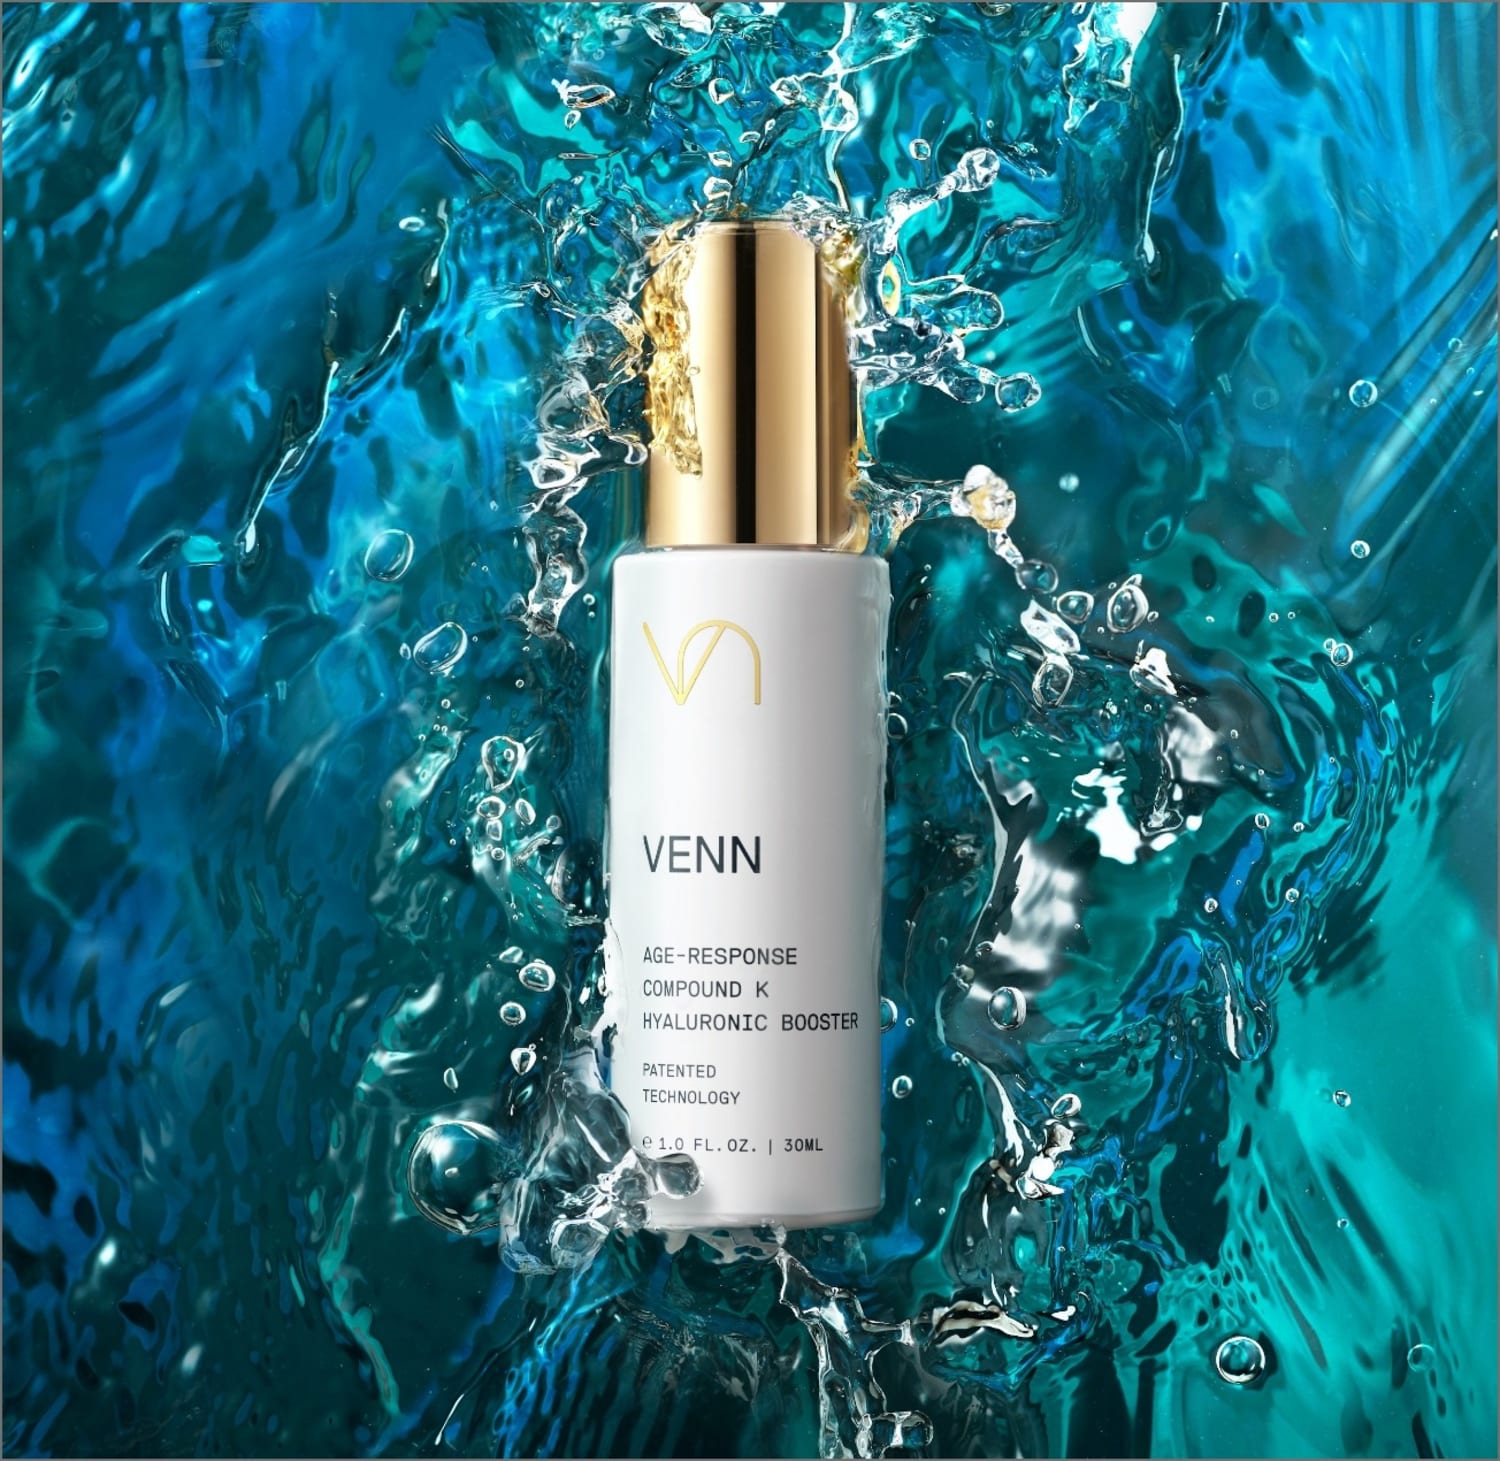 VENN
AGE-RESPONSE
COMPOUND K
HYALURONIC BOOSTER
PATENTED
TECHNOLOGY
℮ 1.0 FL.OZ. | 30ML